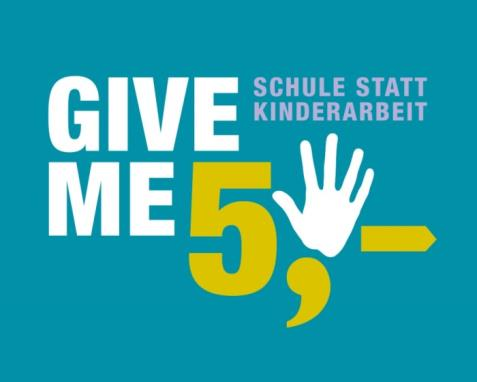 GIVE
ME 5,-
SCHULE STATT
KINDERARBEIT